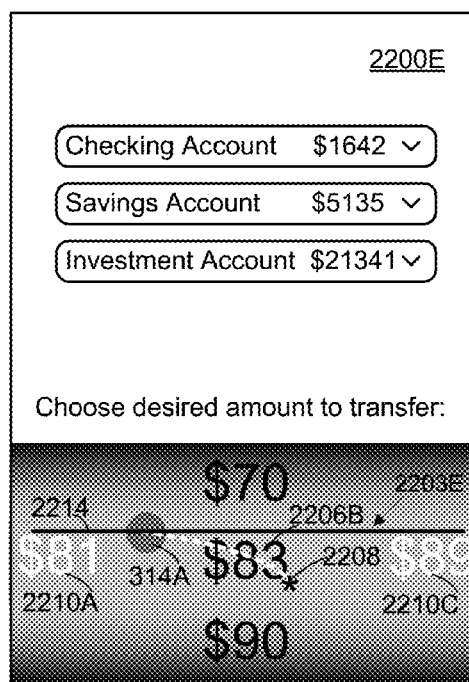 2200E
Checking Account $1642
Savings Account $5135
Investment Account $21341
Choose desired amount to transfer:
$70 2203E
2214 2206B
$81 314A $83 2208 $89
2210A 2210C
$90